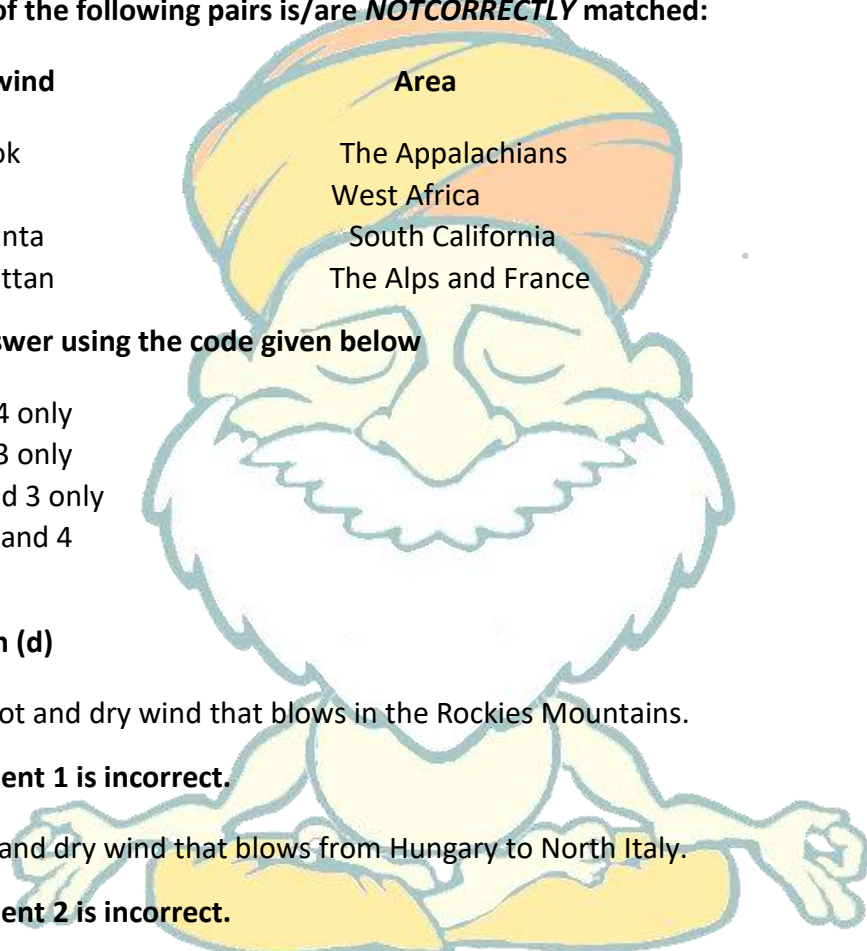 of the following pairs is/are NOTCORRECTLY matched:
wind Area
ok The Appalachians
West Africa
nta South California
ttan The Alps and France
swer using the code given below
4 only
3 only
d 3 only
and 4
n (d)
ot and dry wind that blows in the Rockies Mountains.
ent 1 is incorrect.
and dry wind that blows from Hungary to North Italy.
ent 2 is incorrect.